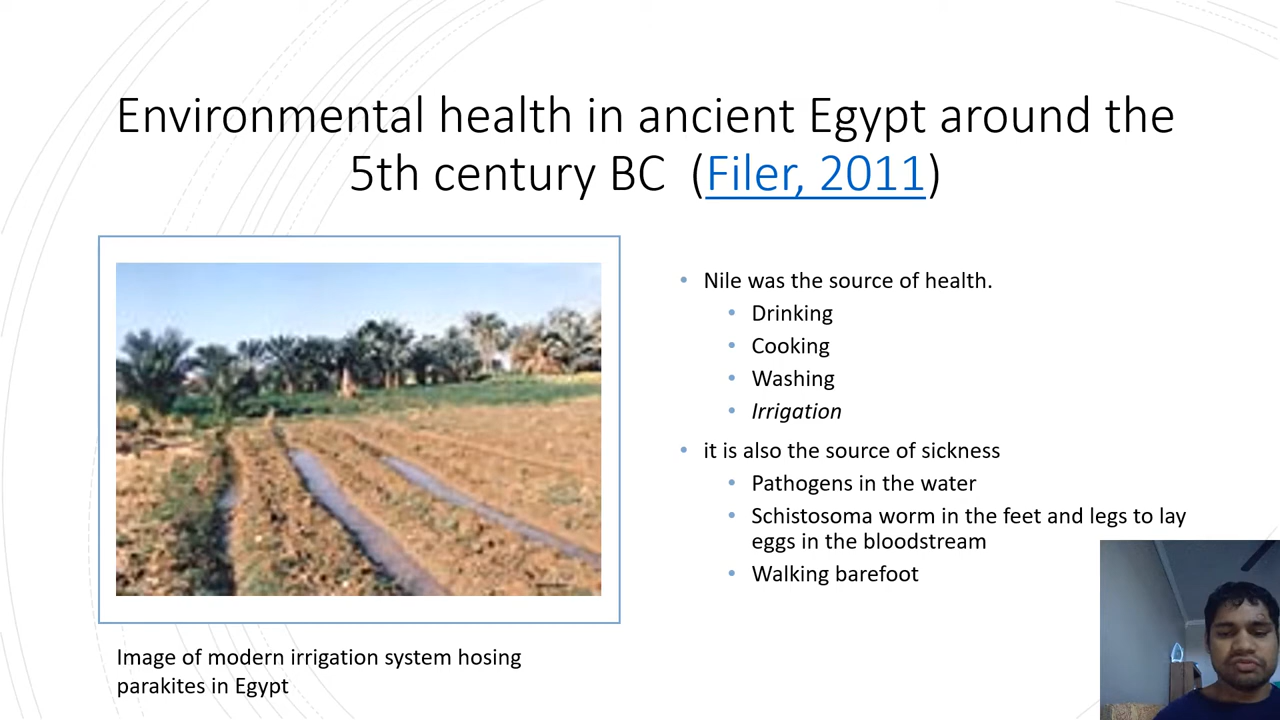 Environmental health in ancient Egypt around the
5th century BC (Filer, 2011)
• Nile was the source of health.
• Drinking
• Cooking
• Washing
• Irrigation
• it is also the source of sickness
• Pathogens in the water
• Schistosoma worm in the feet and legs to lay
eggs in the bloodstream
• Walking barefoot
Image of modern irrigation system hosing
parakites in Egypt